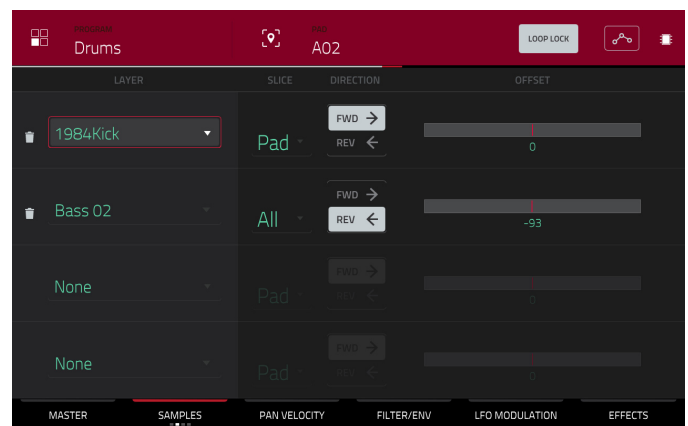 PROGRAM PAD
Drums A02 LOOP LOCK
LAYER SLICE DIRECTION OFFSET
1984Kick Pad FWD
REV 0
Bass 02 All FWD
REV -93
None Pad FWD
REV 0
None Pad FWD
REV 0
MASTER SAMPLES PAN VELOCITY FILTER/ENV LFO MODULATION EFFECTS